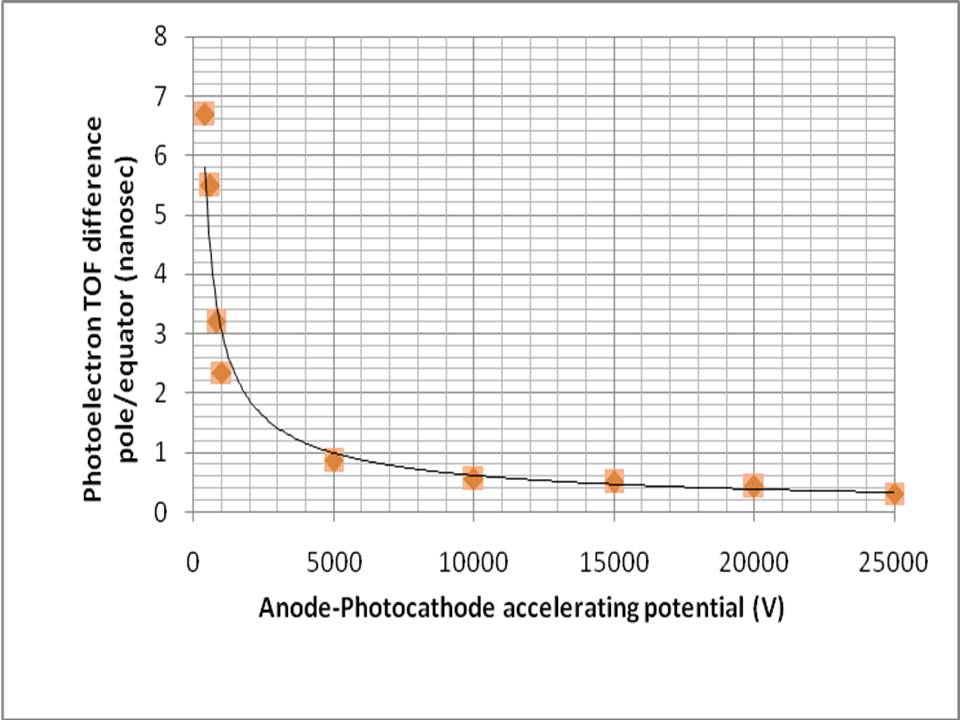 8
7
6
5
4
3
2
1
0
Photoelectron TOF difference
pole/equator (nanosec)
0 5000 10000 15000 20000 25000
Anode-Photocathode accelerating potential (V)